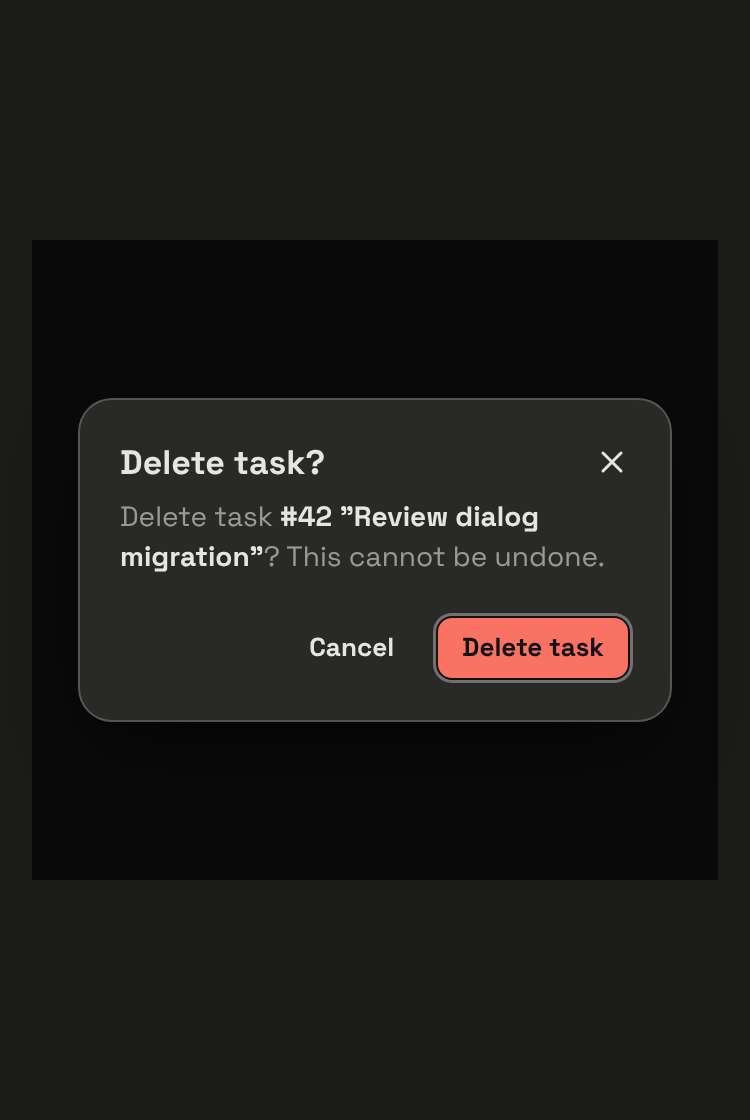 Delete task?
Delete task #42 ”Review dialog
migration”? This cannot be undone.
Cancel
Delete task